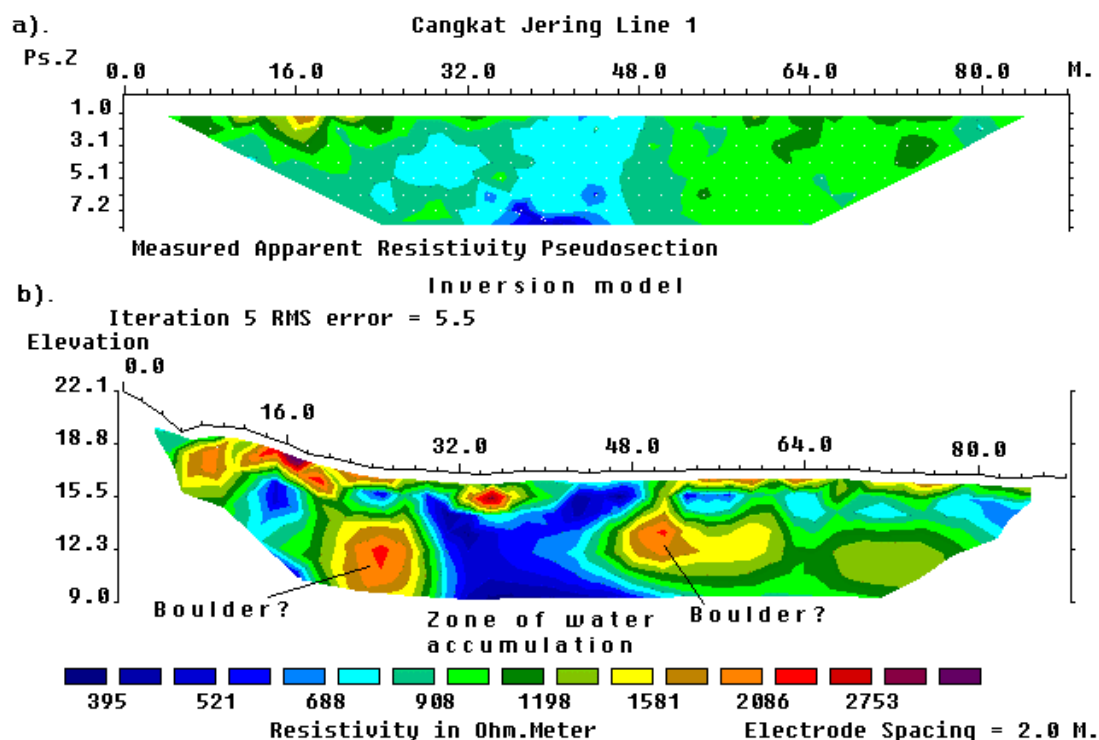 a). Cangkat Jering Line 1
Ps.Z 0.0 16.0 32.0 48.0 64.0 80.0 M.
1.0
3.1
5.1
7.2
Measured Apparent Resistivity Pseudosection
Inversion model
b).
Iteration 5 RMS error = 5.5
Elevation
0.0
22.1
16.0
18.8
32.0 48.0 64.0 80.0
15.5
12.3
9.0
Boulder? Boulder?
Zone of water
accumulation
395 521 688 908 1198 1581 2086 2753
Resistivity in Ohm.Meter Electrode Spacing = 2.0 M.